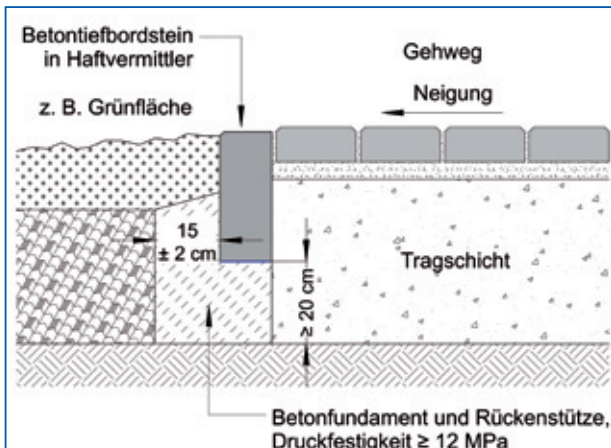 Betontiefbordstein
in Haftvermittler
z. B. Grünfläche
Gehweg
Neigung
15
± 2 cm
≥ 20 cm
Tragschicht
Betonfundament und Rückenstütze,
Druckfestigkeit ≥ 12 MPa